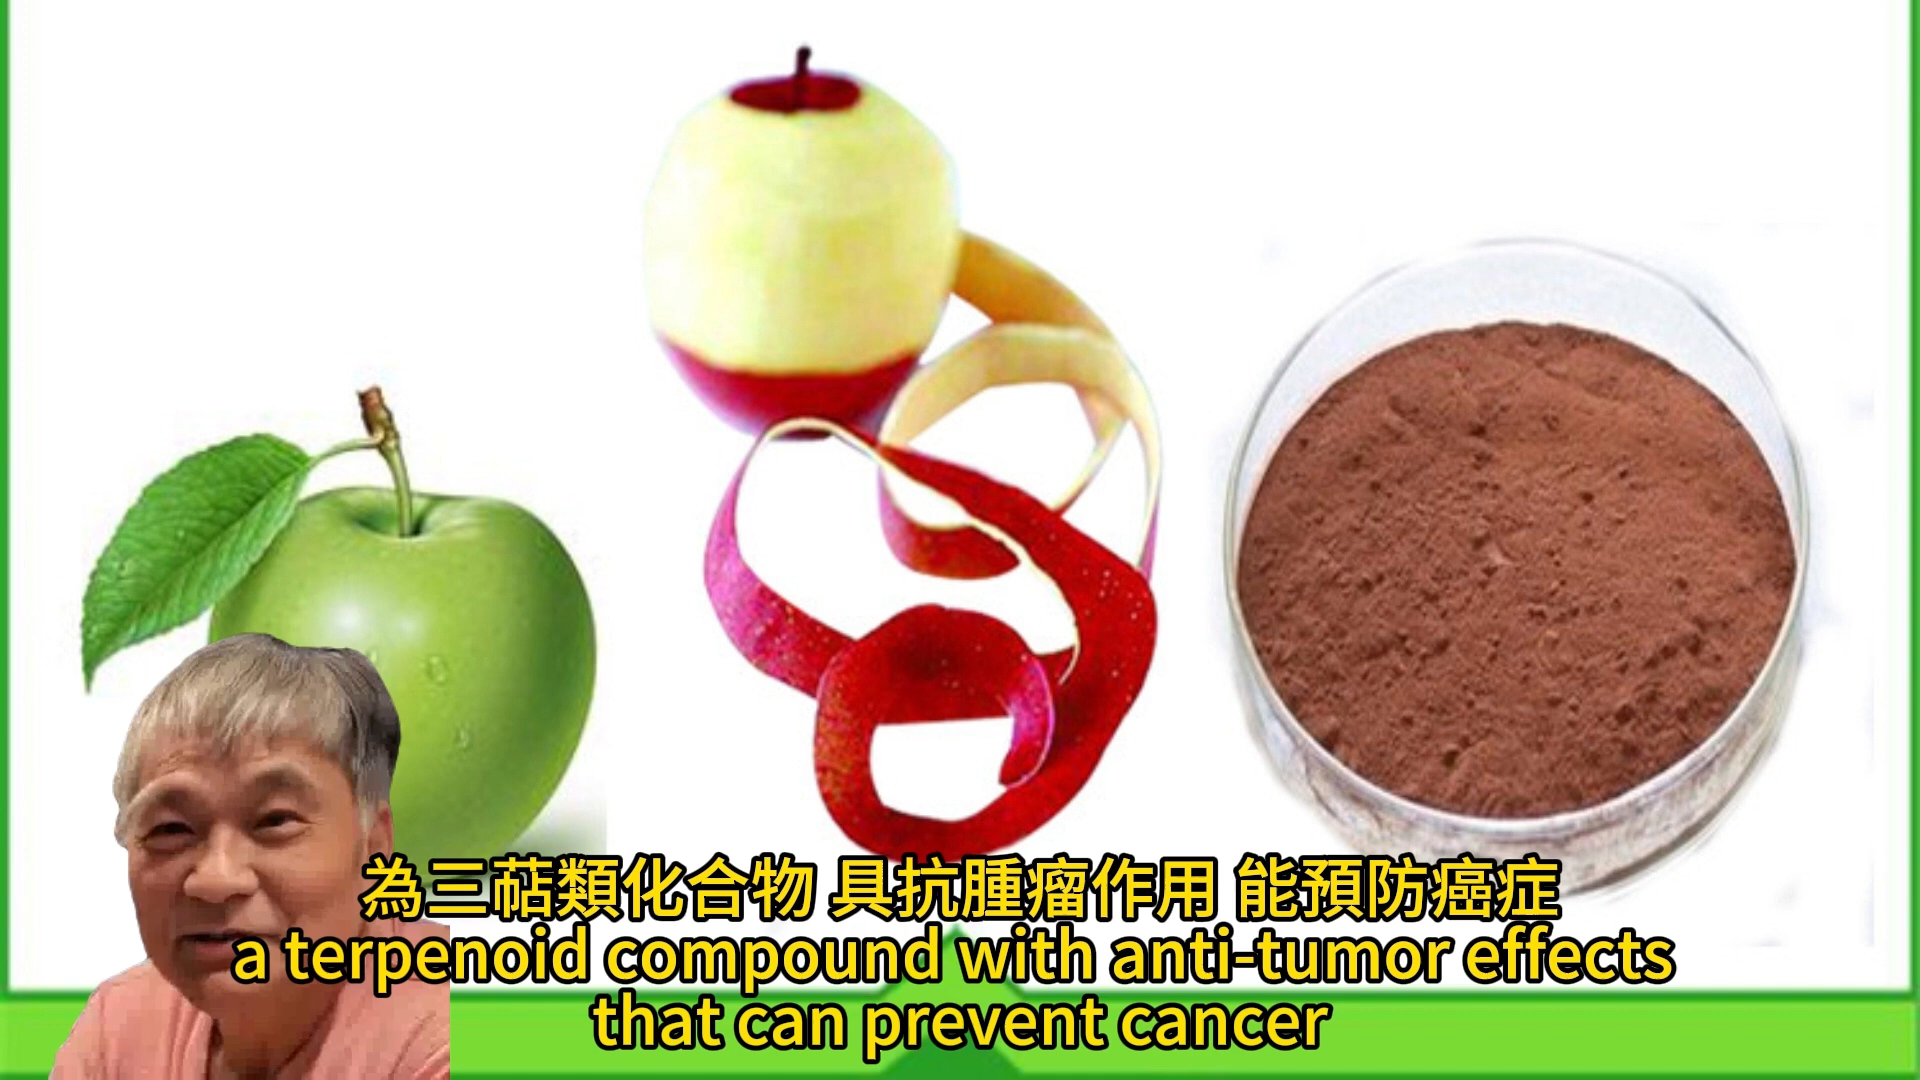 為三萜類化合物 具抗腫瘤作用 能預防癌症
a terpenoid compound with anti-tumor effects
that can prevent cancer